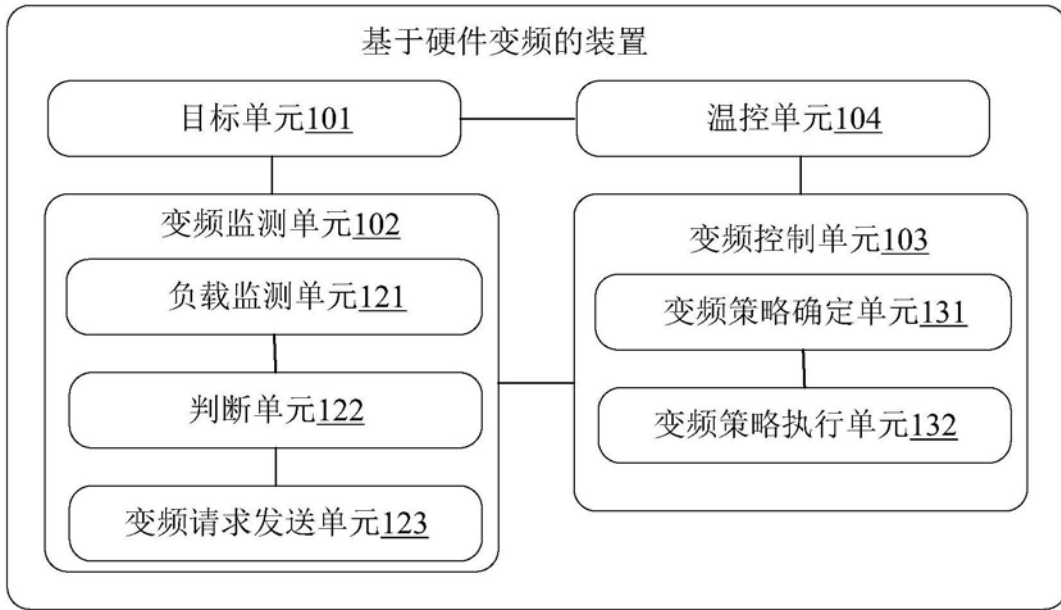 基于硬件变频的装置
目标单元101
温控单元104
变频监测单元102
负载监测单元121
判断单元122
变频请求发送单元123
变频控制单元103
变频策略确定单元131
变频策略执行单元132